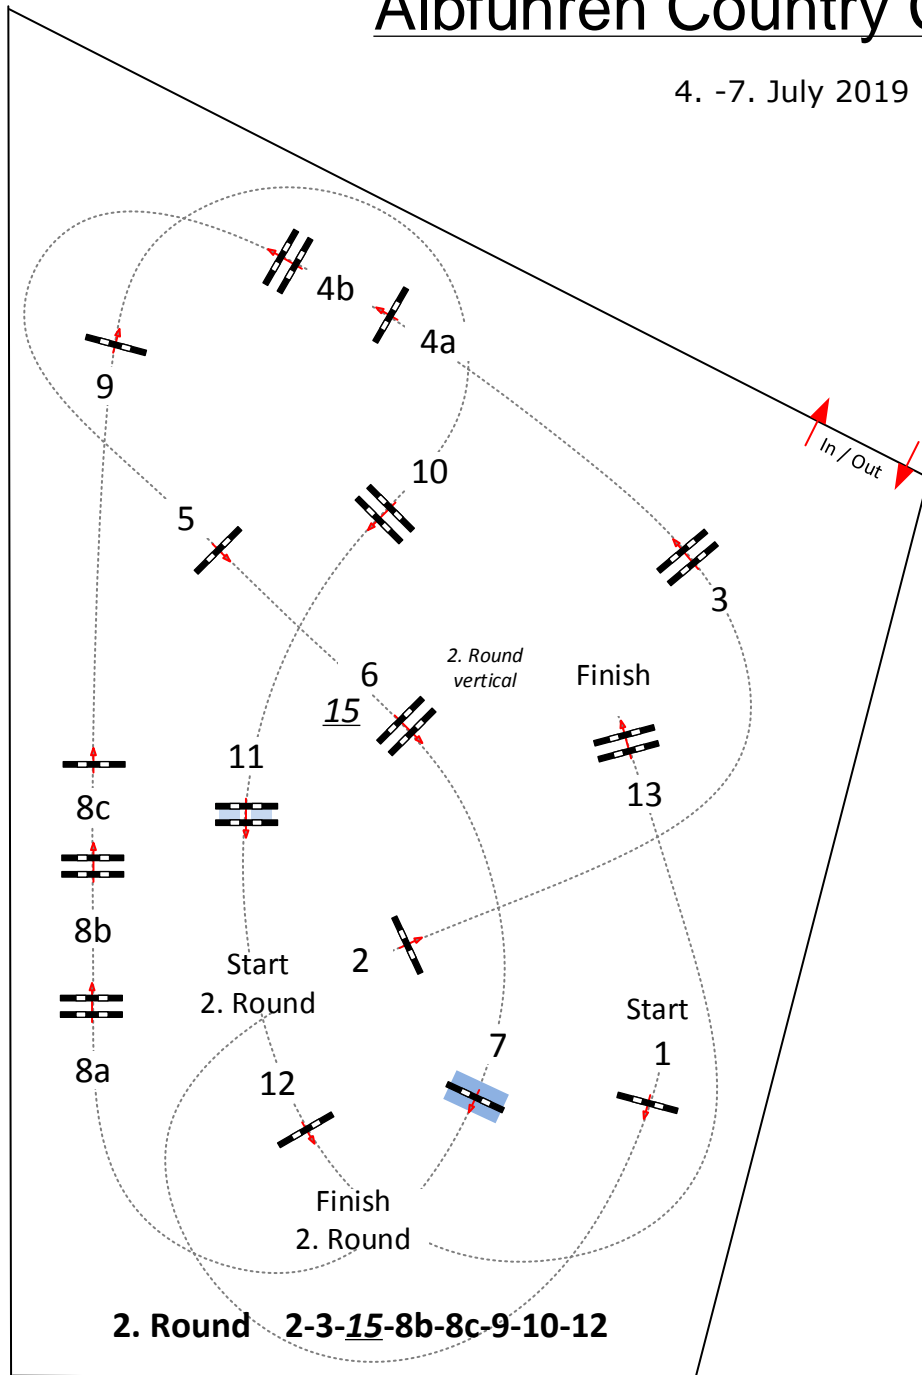 Albführen Country
4. -7. July 2019
4b
4a
9
In / Out
10
5
3
2. Round
vertical
6
Finish
15
11
13
8c
8b
2
Start
2. Round
Start
7
1
8a
12
Finish
2. Round
2. Round 2-3-15-8b-8c-9-10-12